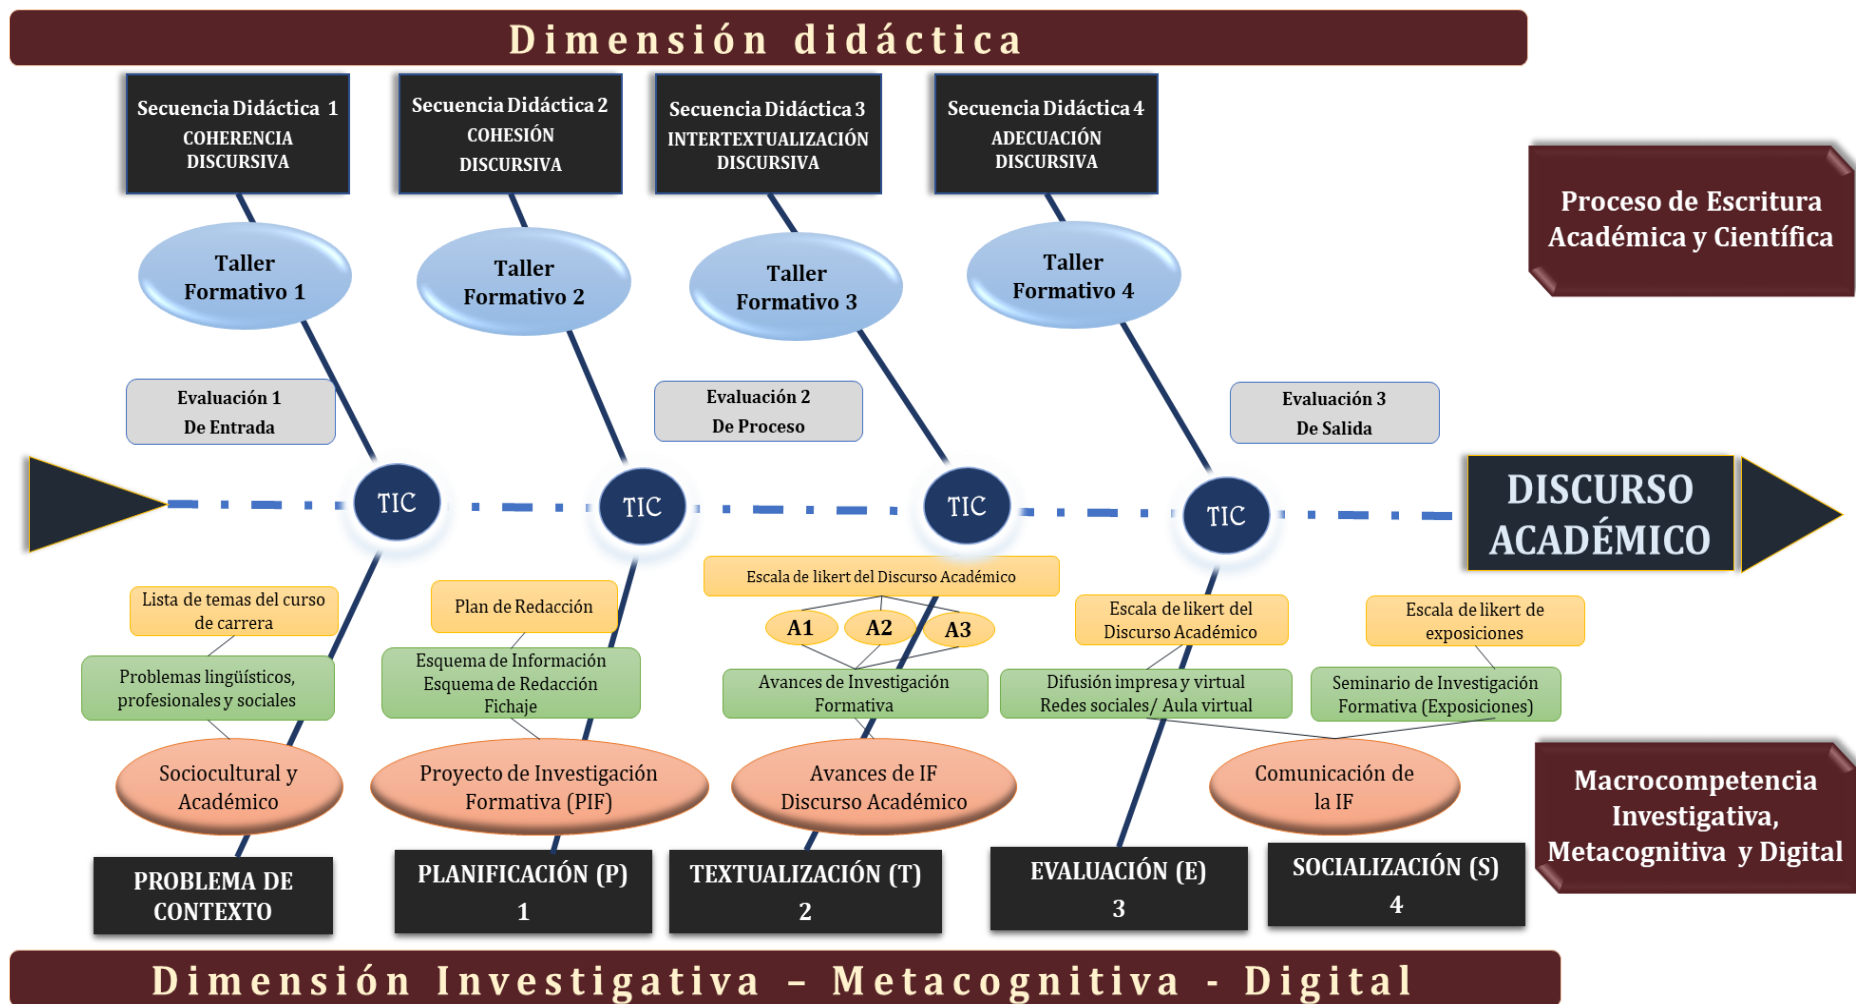 Dimensión didáctica
Secuencia Didáctica 1
COHERENCIA
DISCURSIVA
Secuencia Didáctica 2
COHESIÓN
DISCURSIVA
Secuencia Didáctica 3
INTERTEXTUALIZACIÓN
DISCURSIVA
Secuencia Didáctica 4
ADECUACIÓN
DISCURSIVA
Proceso de Escritura
Académica y Científica
Taller
Formativo 1
Taller
Formativo 2
Taller
Formativo 3
Taller
Formativo 4
Evaluación 1
De Entrada
Evaluación 2
De Proceso
Evaluación 3
De Salida
TIC
TIC
TIC
TIC
DISCURSO
ACADÉMICO
Lista de temas del curso
de carrera
Plan de Redacción
Escala de likert del Discurso Académico
A1
A2
A3
Escala de likert del
Discurso Académico
Escala de likert de
exposiciones
Problemas lingüísticos,
profesionales y sociales
Esquema de Información
Esquema de Redacción
Fichaje
Avances de Investigación
Formativa
Difusión impresa y virtual
Redes sociales/ Aula virtual
Seminario de Investigación
Formativa (Exposiciones)
Sociocultural y
Académico
Proyecto de Investigación
Formativa (PIF)
Avances de IF
Discurso Académico
Comunicación de
la IF
Macrocompetencia
Investigativa,
Metacognitiva y Digital
PROBLEMA DE
CONTEXTO
PLANIFICACIÓN (P)
1
TEXTUALIZACIÓN (T)
2
EVALUACIÓN (E)
3
SOCIALIZACIÓN (S)
4
Dimensión Investigativa – Metacognitiva - Digital